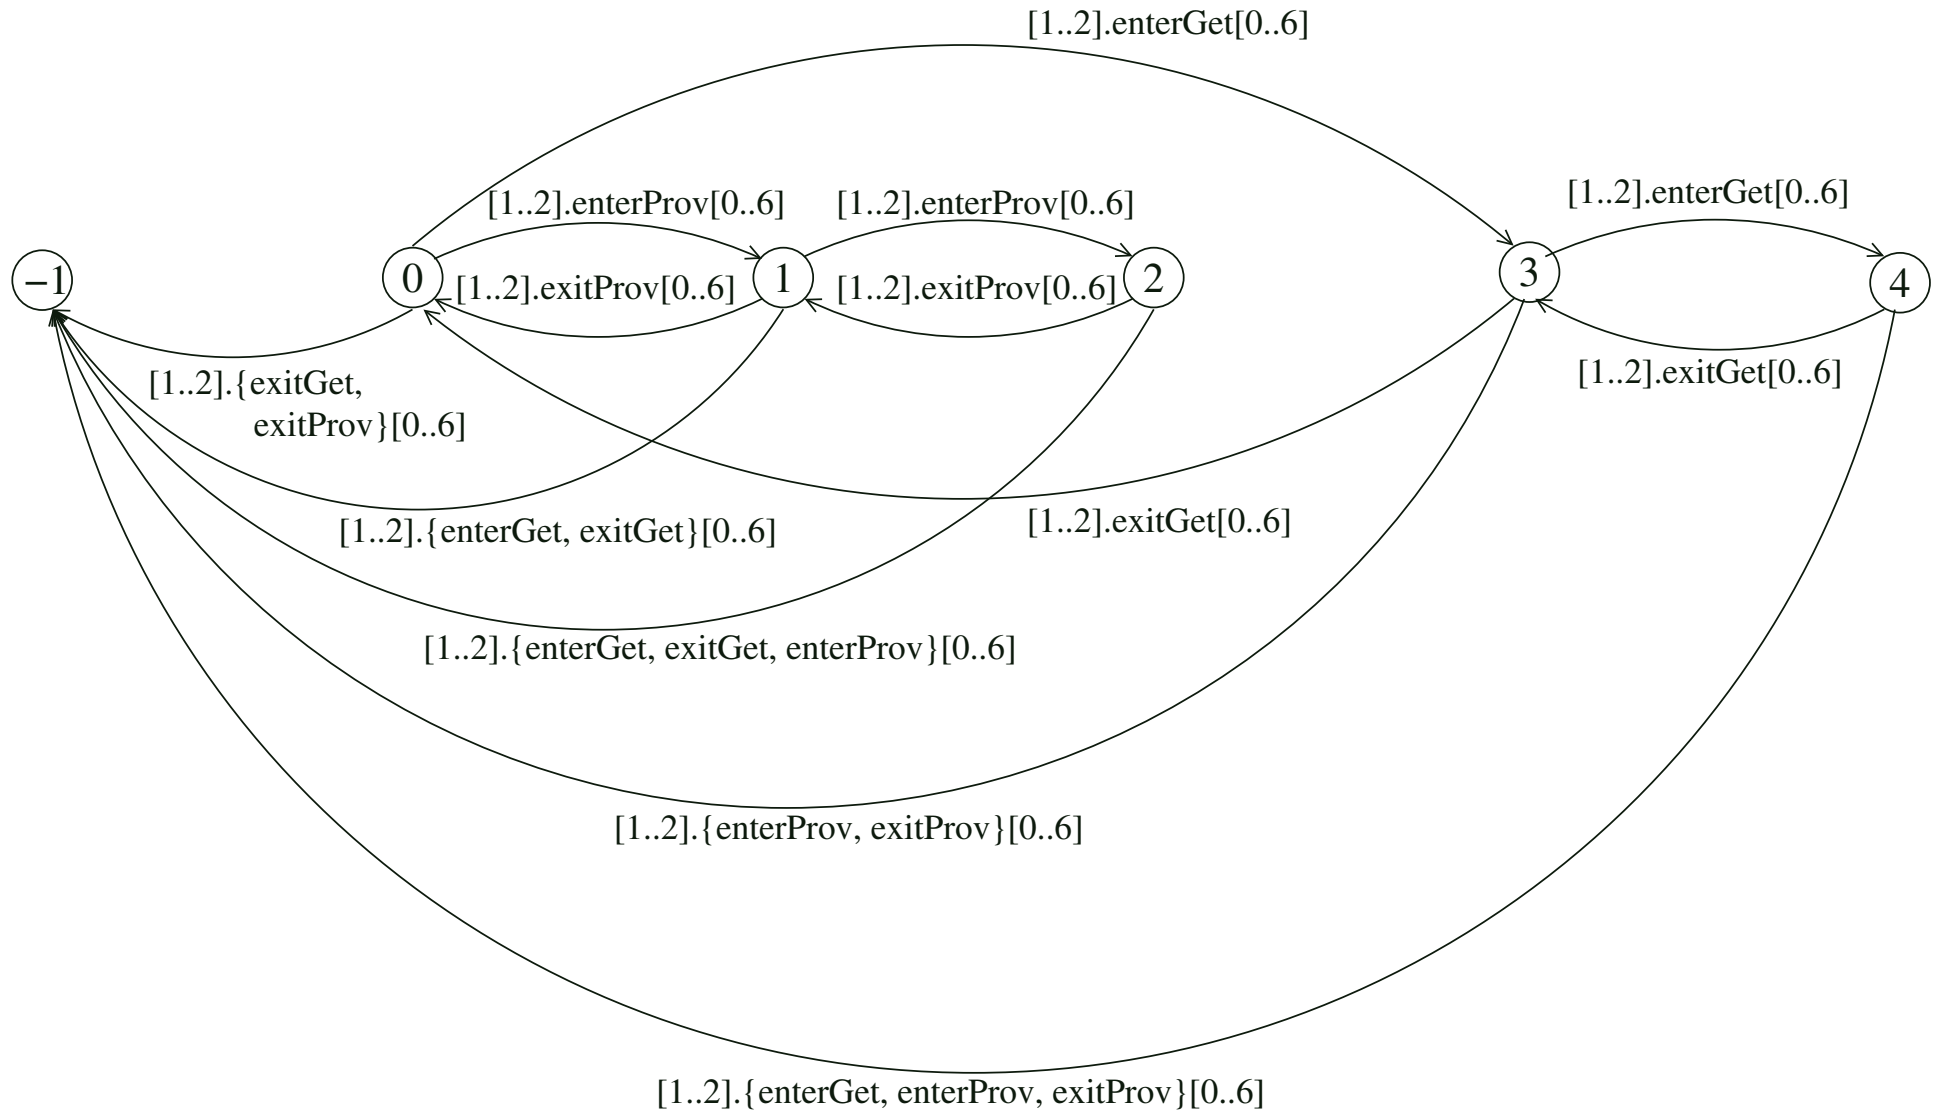 [1..2].enterGet[0..6]
[1..2].enterProv[0..6]
[1..2].enterProv[0..6]
[1..2].enterGet[0..6]
−1
0
1
2
3
4
[1..2].exitProv[0..6]
[1..2].exitProv[0..6]
[1..2].exitGet[0..6]
[1..2].{exitGet,
exitProv}[0..6]
[1..2].exitGet[0..6]
[1..2].{enterGet, exitGet}[0..6]
[1..2].{enterGet, exitGet, enterProv}[0..6]
[1..2].{enterProv, exitProv}[0..6]
[1..2].{enterGet, enterProv, exitProv}[0..6]